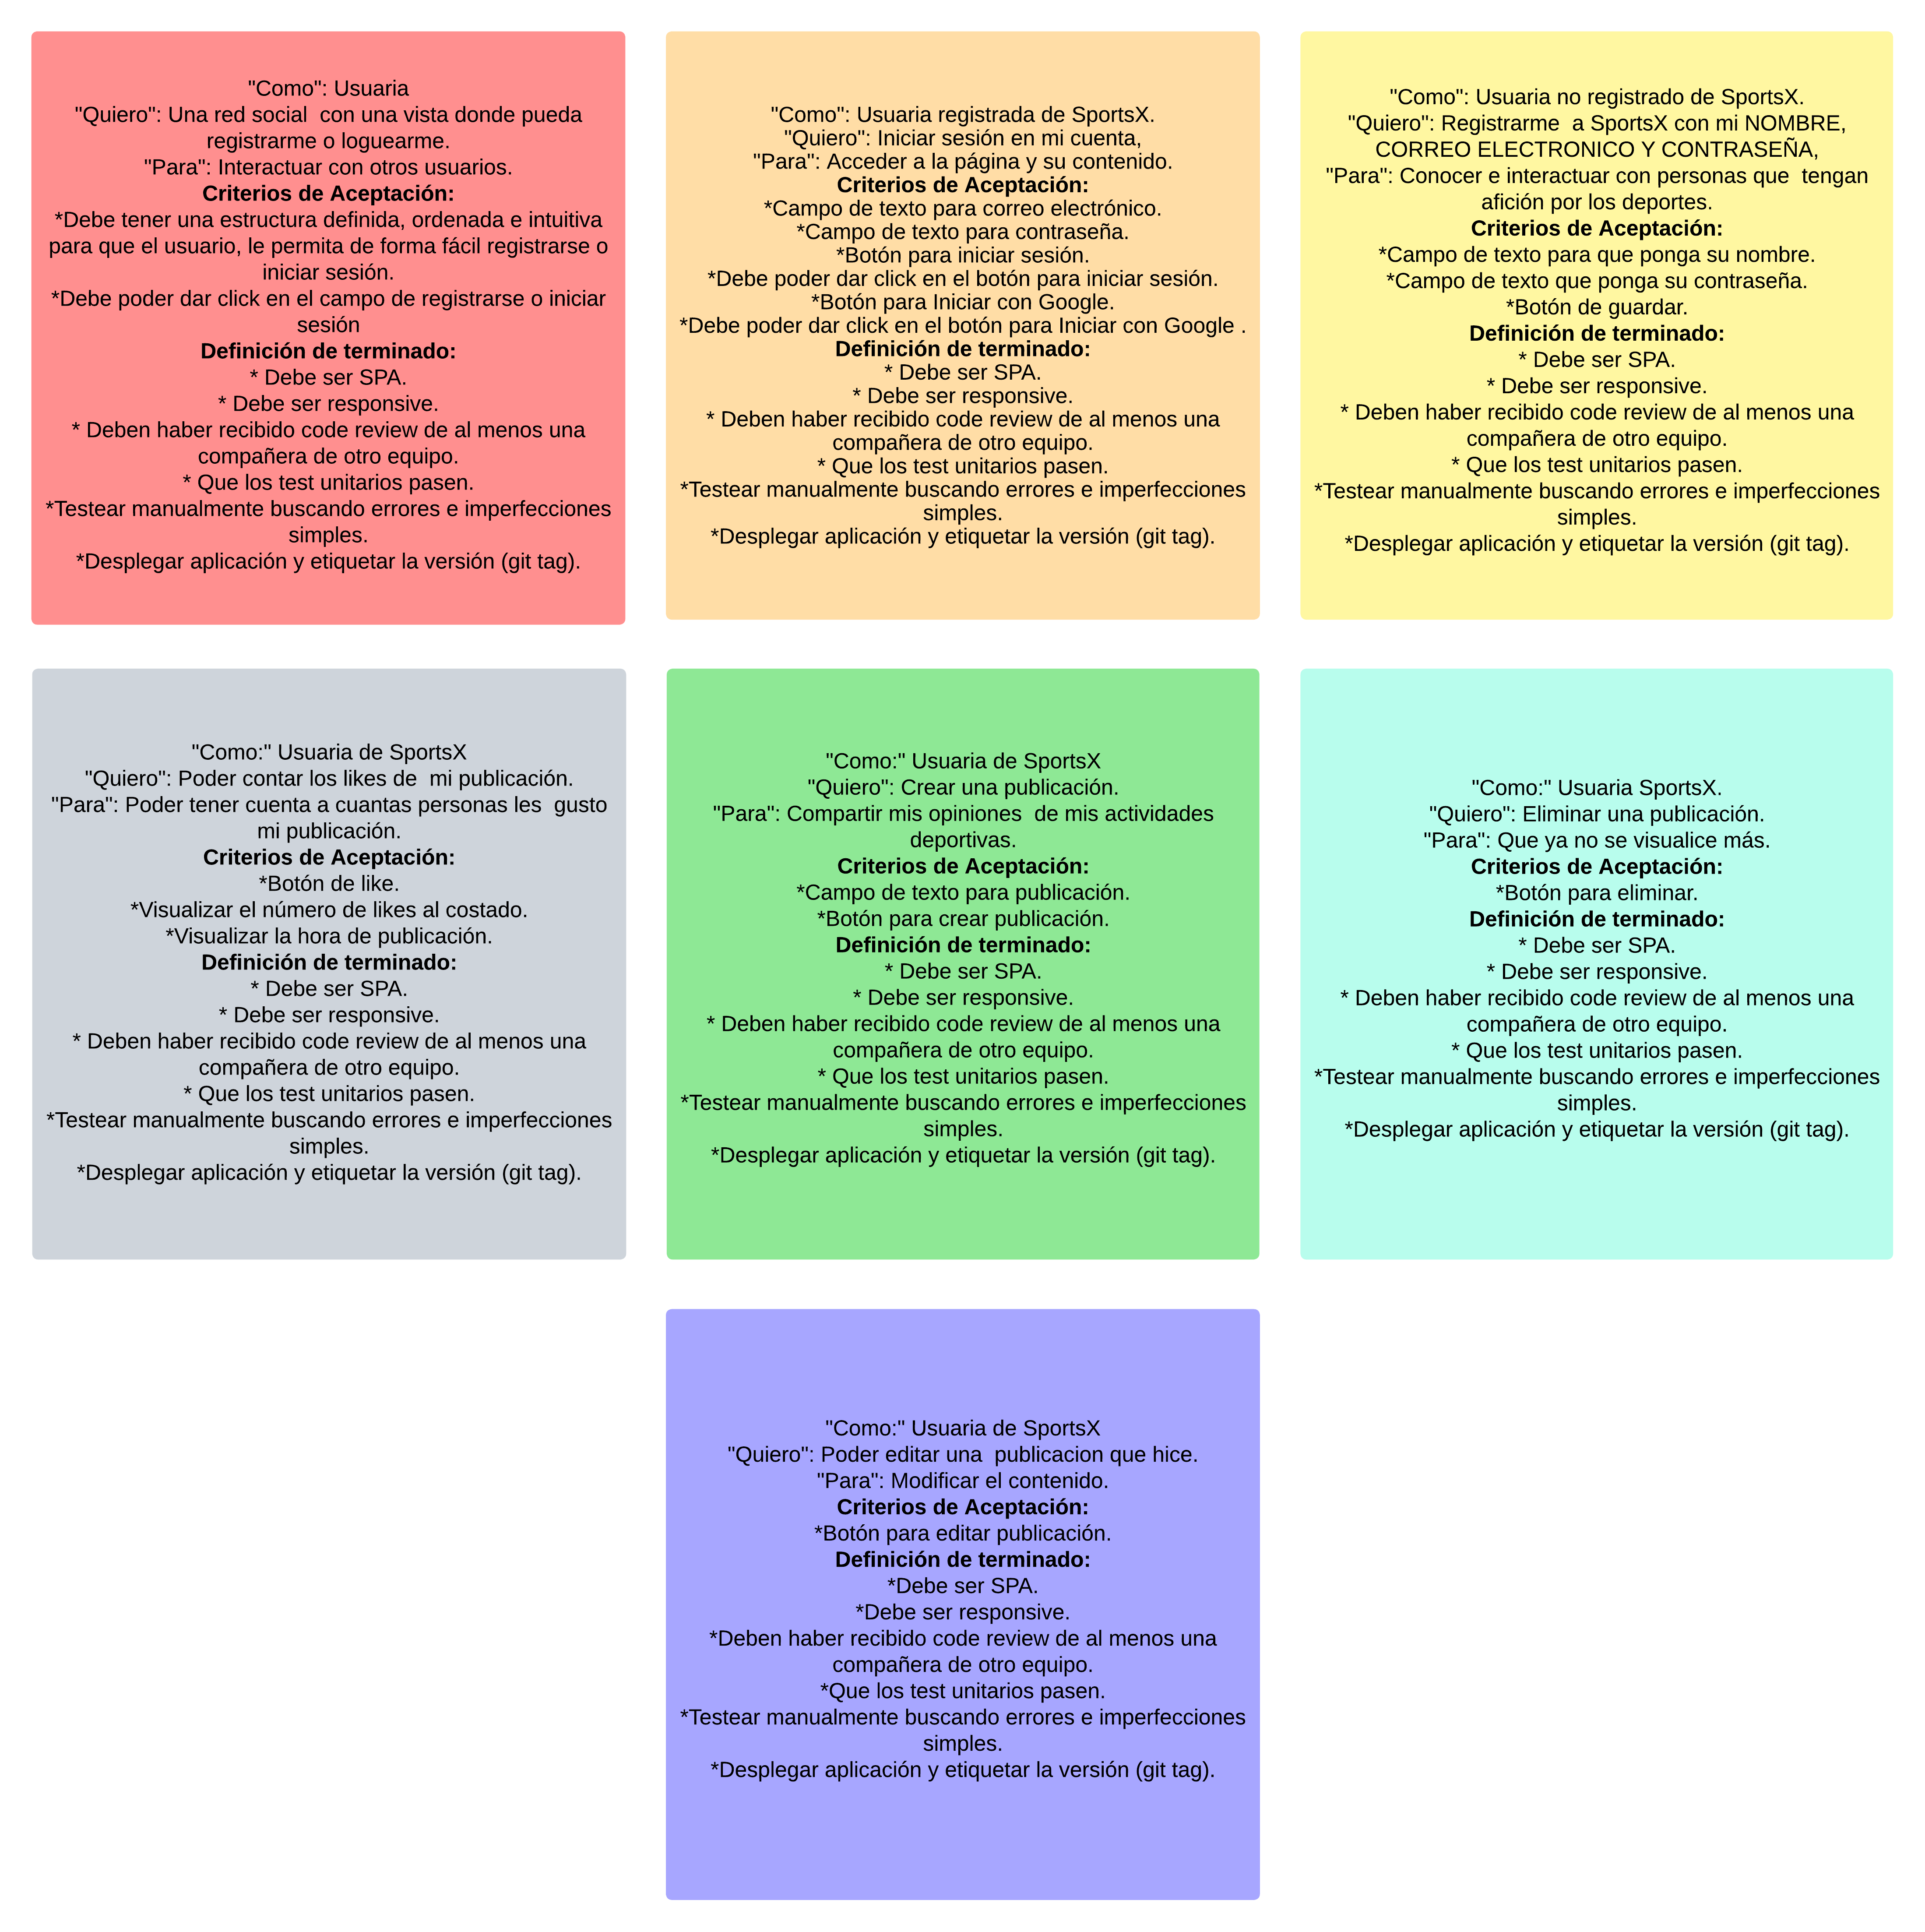 "Como": Usuaria
"Quiero": Una red social  con una vista donde pueda
registrarme o loguearme.
"Para": Interactuar con otros usuarios.
Criterios de Aceptación:
*Debe tener una estructura definida, ordenada e intuitiva
para que el usuario, le permita de forma fácil registrarse o
iniciar sesión.
*Debe poder dar click en el campo de registrarse o iniciar
sesión
Definición de terminado:
* Debe ser SPA.
* Debe ser responsive.
* Deben haber recibido code review de al menos una
compañera de otro equipo.
* Que los test unitarios pasen.
*Testear manualmente buscando errores e imperfecciones
simples.
*Desplegar aplicación y etiquetar la versión (git tag).
"Como": Usuaria registrada de SportsX.
"Quiero": Iniciar sesión en mi cuenta,
"Para": Acceder a la página y su contenido.
Criterios de Aceptación:
*Campo de texto para correo electrónico.
*Campo de texto para contraseña.
*Botón para iniciar sesión.
*Debe poder dar click en el botón para iniciar sesión.
*Botón para Iniciar con Google.
*Debe poder dar click en el botón para Iniciar con Google .
Definición de terminado:
* Debe ser SPA.
* Debe ser responsive.
* Deben haber recibido code review de al menos una
compañera de otro equipo.
* Que los test unitarios pasen.
*Testear manualmente buscando errores e imperfecciones
simples.
*Desplegar aplicación y etiquetar la versión (git tag).
"Como": Usuaria no registrado de SportsX.
"Quiero": Registrarme  a SportsX con mi NOMBRE,
CORREO ELECTRONICO Y CONTRASEÑA,
"Para": Conocer e interactuar con personas que  tengan
afición por los deportes.
Criterios de Aceptación:
*Campo de texto para que ponga su nombre.
*Campo de texto que ponga su contraseña.
*Botón de guardar.
Definición de terminado:
* Debe ser SPA.
* Debe ser responsive.
* Deben haber recibido code review de al menos una
compañera de otro equipo.
* Que los test unitarios pasen.
*Testear manualmente buscando errores e imperfecciones
simples.
*Desplegar aplicación y etiquetar la versión (git tag).
"Como:" Usuaria de SportsX
"Quiero": Poder contar los likes de  mi publicación.
"Para": Poder tener cuenta a cuantas personas les  gusto
mi publicación.
Criterios de Aceptación:
*Botón de like.
*Visualizar el número de likes al costado.
*Visualizar la hora de publicación.
Definición de terminado:
* Debe ser SPA.
* Debe ser responsive.
* Deben haber recibido code review de al menos una
compañera de otro equipo.
* Que los test unitarios pasen.
*Testear manualmente buscando errores e imperfecciones
simples.
*Desplegar aplicación y etiquetar la versión (git tag).
"Como:" Usuaria de SportsX
"Quiero": Crear una publicación.
"Para": Compartir mis opiniones  de mis actividades
deportivas.
Criterios de Aceptación:
*Campo de texto para publicación.
*Botón para crear publicación.
Definición de terminado:
* Debe ser SPA.
* Debe ser responsive.
* Deben haber recibido code review de al menos una
compañera de otro equipo.
* Que los test unitarios pasen.
*Testear manualmente buscando errores e imperfecciones
simples.
*Desplegar aplicación y etiquetar la versión (git tag).
"Como:" Usuaria SportsX.
"Quiero": Eliminar una publicación.
"Para": Que ya no se visualice más.
Criterios de Aceptación:
*Botón para eliminar.
Definición de terminado:
* Debe ser SPA.
* Debe ser responsive.
* Deben haber recibido code review de al menos una
compañera de otro equipo.
* Que los test unitarios pasen.
*Testear manualmente buscando errores e imperfecciones
simples.
*Desplegar aplicación y etiquetar la versión (git tag).
"Como:" Usuaria de SportsX
"Quiero": Poder editar una  publicacion que hice.
"Para": Modificar el contenido.
Criterios de Aceptación:
*Botón para editar publicación.
Definición de terminado:
*Debe ser SPA.
*Debe ser responsive.
*Deben haber recibido code review de al menos una
compañera de otro equipo.
*Que los test unitarios pasen.
*Testear manualmente buscando errores e imperfecciones
simples.
*Desplegar aplicación y etiquetar la versión (git tag).